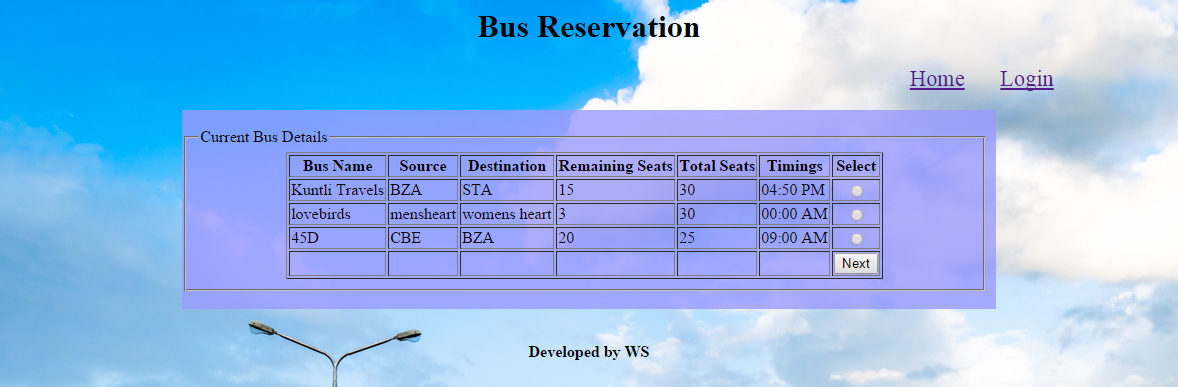 Bus Reservation
Home Login
Current Bus Details
Bus Name Source Destination Remaining Seats Total Seats Timings Select
Kuntli Travels BZA STA 15 30 04:50 PM
lovebirds mensheart womens heart 3 30 00:00 AM
45D CBE BZA 20 25 09:00 AM
Next
Developed by WS